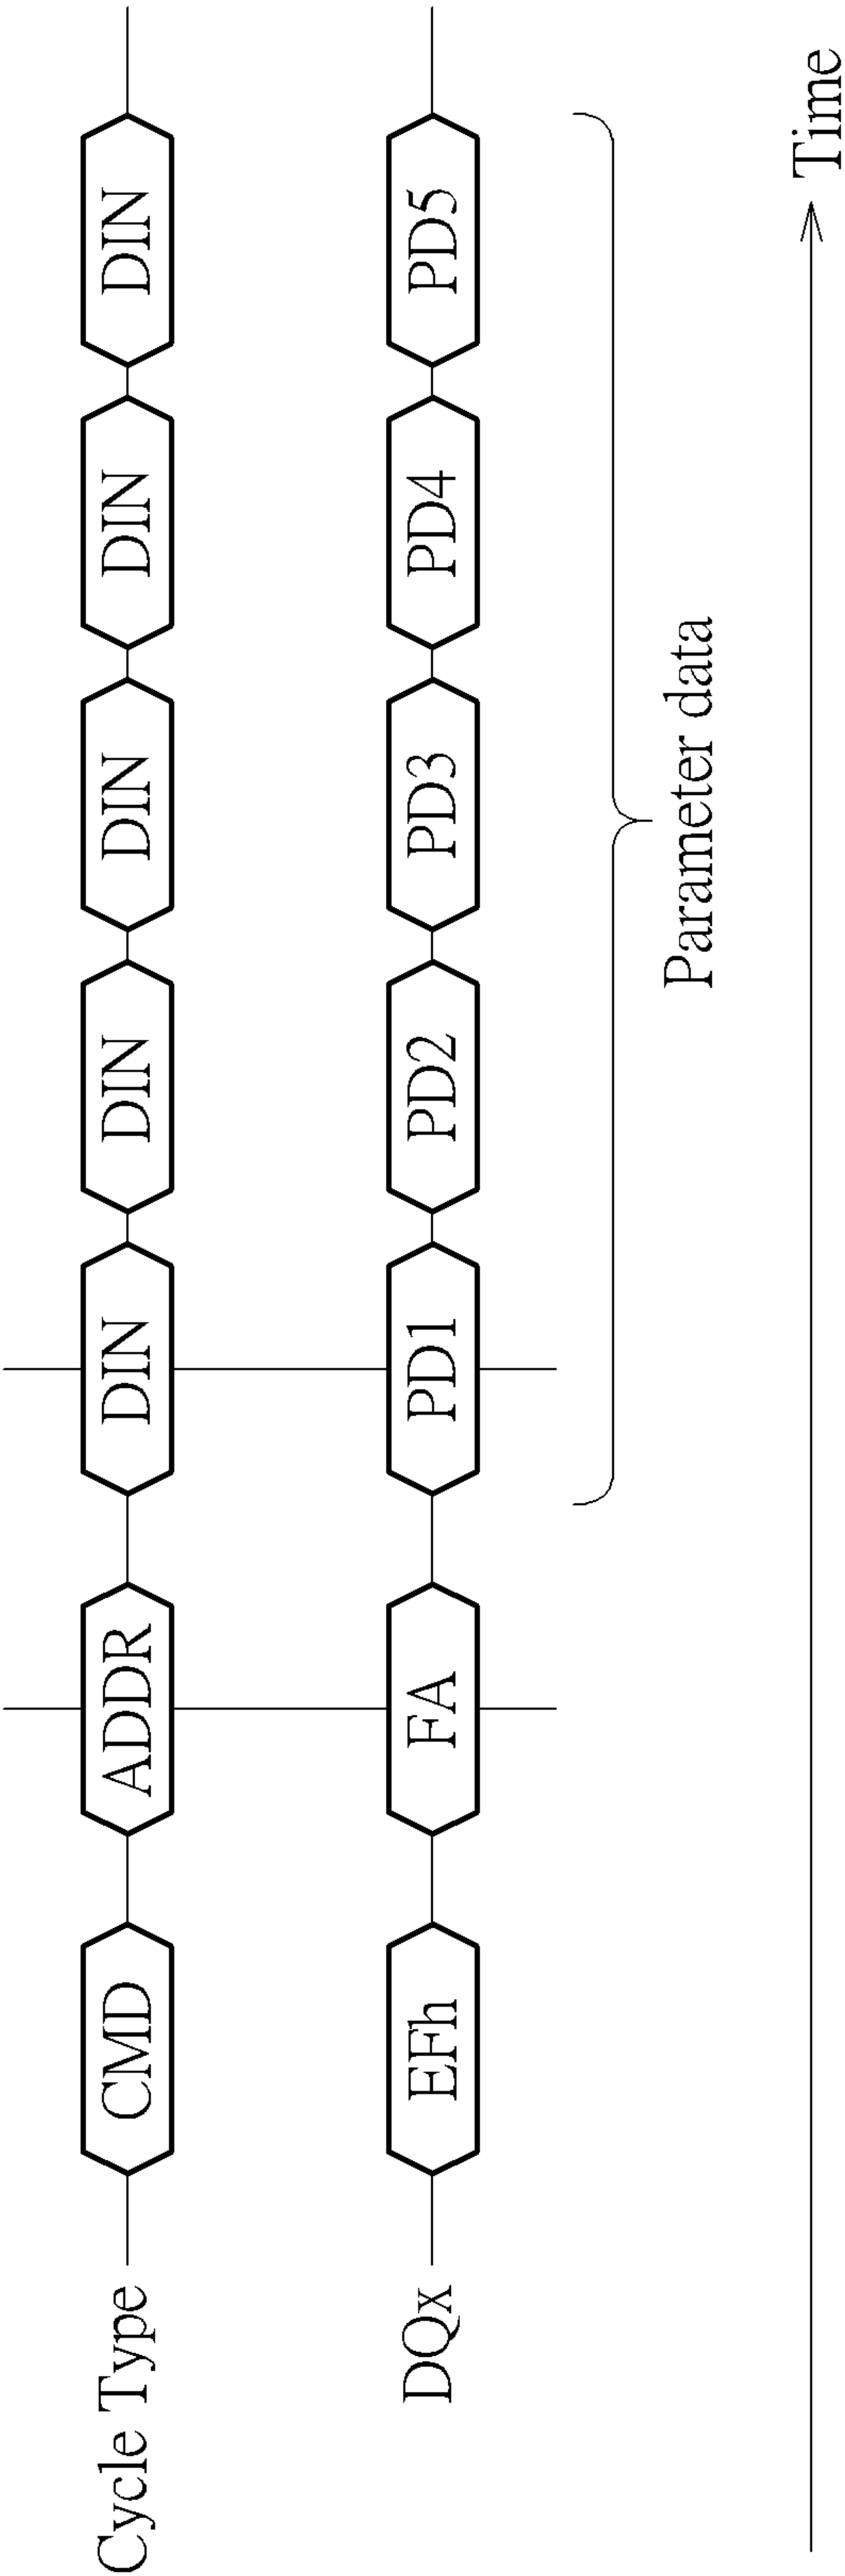 Cycle Type CMD ADDR DIN DIN DIN DIN DIN
DQx EFh FA PD1 PD2 PD3 PD4 PD5
Parameter data
Time